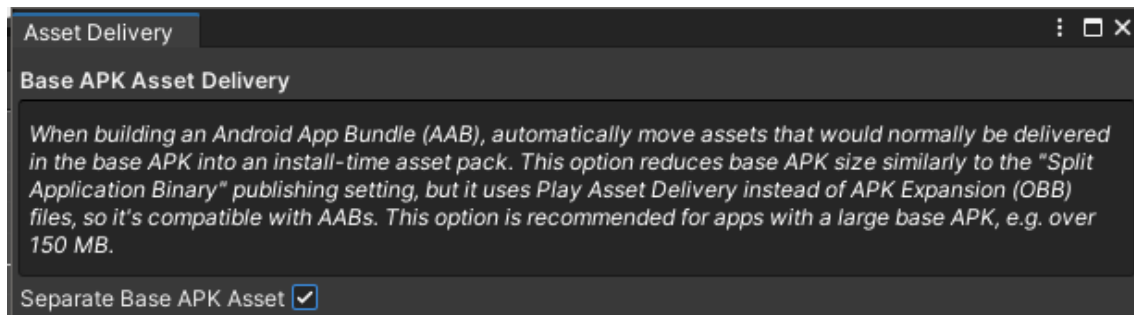 Asset Delivery
Base APK Asset Delivery
When building an Android App Bundle (AAB), automatically move assets that would normally be delivered
in the base APK into an install-time asset pack. This option reduces base APK size similarly to the "Split
Application Binary" publishing setting, but it uses Play Asset Delivery instead of APK Expansion (OBB)
files, so it's compatible with AABs. This option is recommended for apps with a large base APK, e.g. over
150 MB.
Separate Base APK Asset